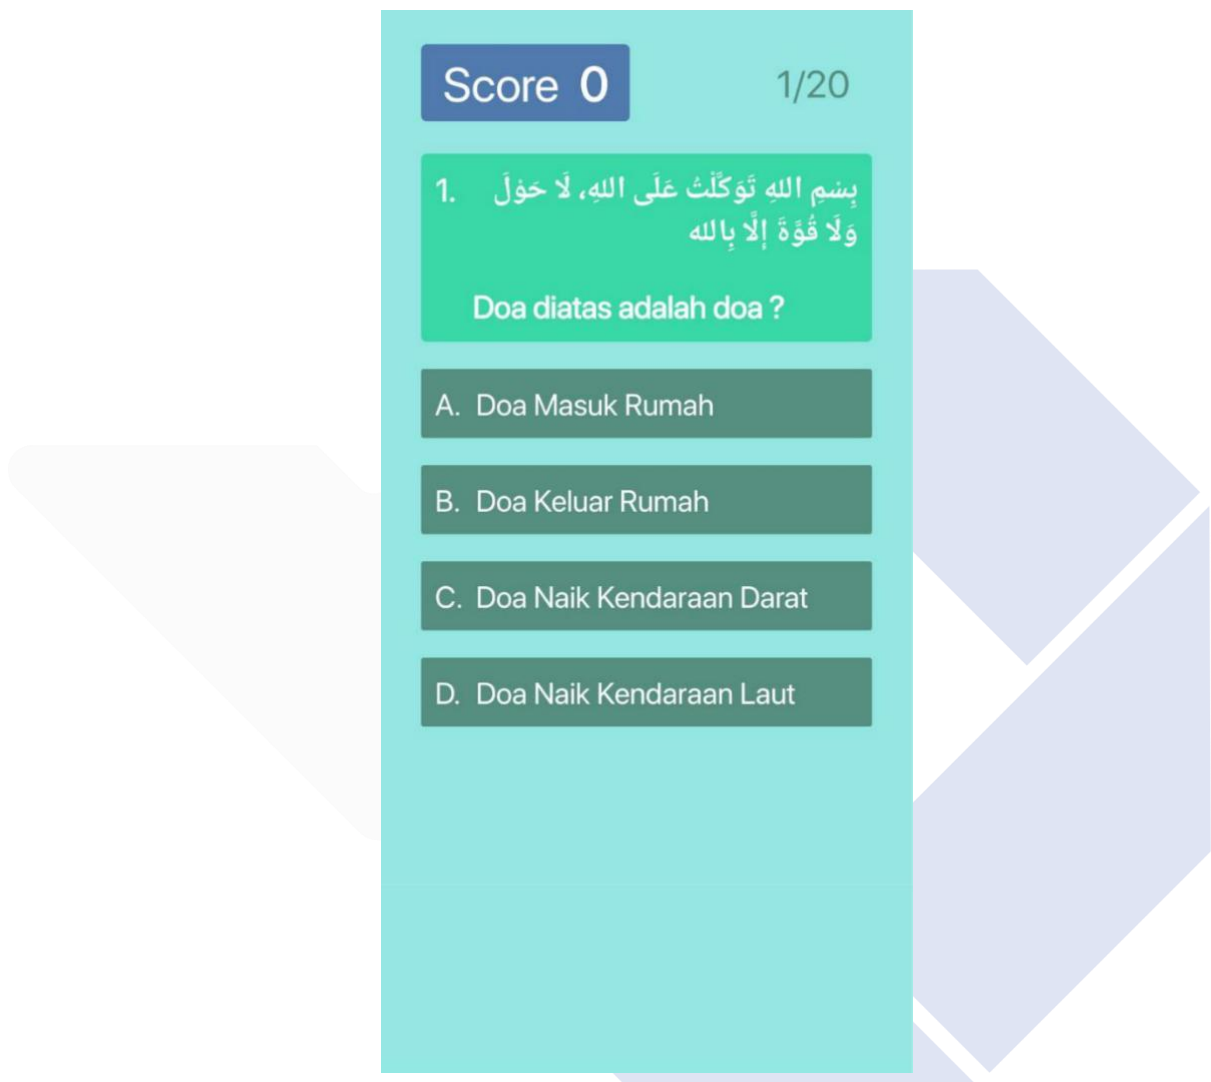 Score 0
1/20
1. بِسْمِ اللهِ تَوَكَّلْتُ عَلَى اللهِ، لَا حَوْلَ
وَلَا قُوَّةَ إِلَّا بِالله
Doa diatas adalah doa ?
A. Doa Masuk Rumah
B. Doa Keluar Rumah
C. Doa Naik Kendaraan Darat
D. Doa Naik Kendaraan Laut